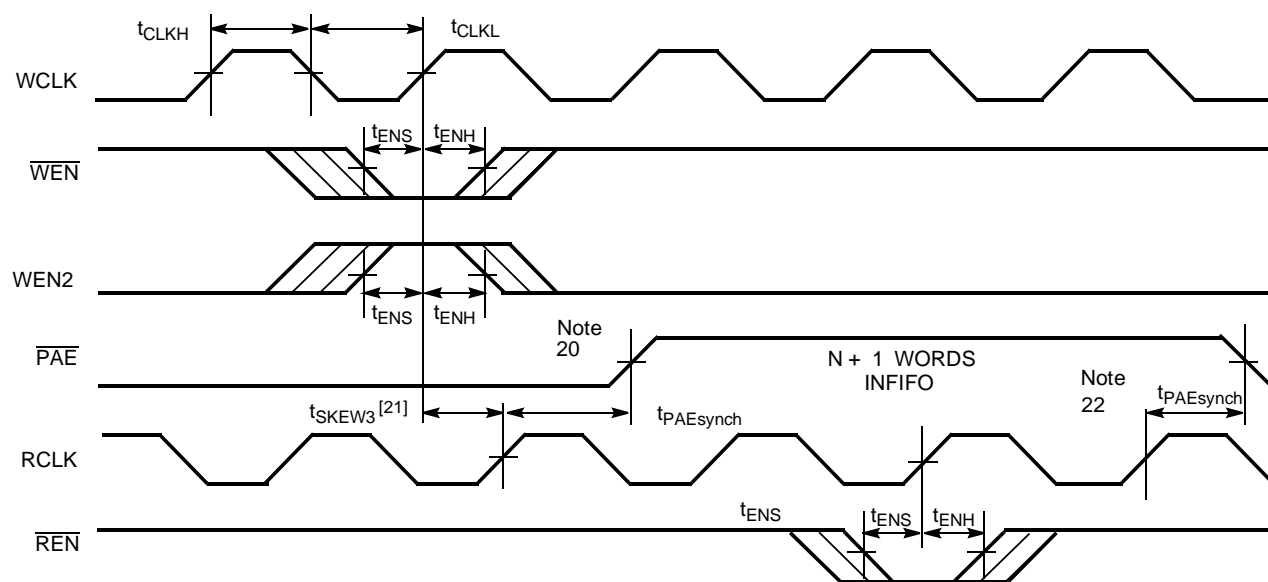 tCLKH
tCLKL
WCLK
tENS
tENH
WEN
WEN2
tENS
tENH
Note
20
PAE
N + 1 WORDS
INFIFO
Note
22
tPAEsynch
tSKEW3 [21]
tPAEsynch
RCLK
tENS
tENS
tENH
REN